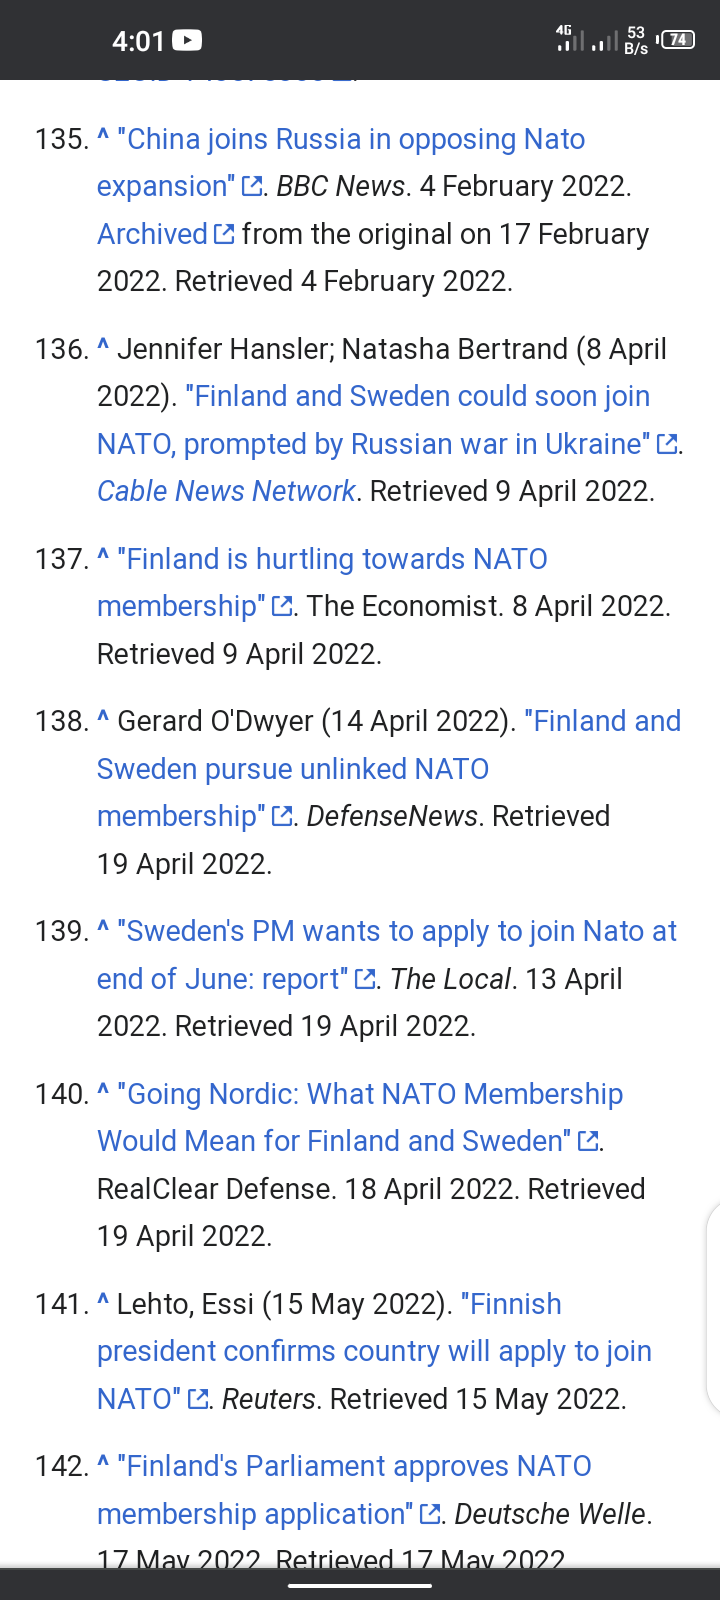 4:01
4G
53
B/s
74
135. ^ "China joins Russia in opposing Nato
expansion". BBC News. 4 February 2022.
Archived from the original on 17 February
2022. Retrieved 4 February 2022.
136. ^ Jennifer Hansler; Natasha Bertrand (8 April
2022). "Finland and Sweden could soon join
NATO, prompted by Russian war in Ukraine".
Cable News Network. Retrieved 9 April 2022.
137. ^ "Finland is hurtling towards NATO
membership". The Economist. 8 April 2022.
Retrieved 9 April 2022.
138. ^ Gerard O'Dwyer (14 April 2022). "Finland and
Sweden pursue unlinked NATO
membership". DefenseNews. Retrieved
19 April 2022.
139. ^ "Sweden's PM wants to apply to join Nato at
end of June: report". The Local. 13 April
2022. Retrieved 19 April 2022.
140. ^ "Going Nordic: What NATO Membership
Would Mean for Finland and Sweden".
RealClear Defense. 18 April 2022. Retrieved
19 April 2022.
141. ^ Lehto, Essi (15 May 2022). "Finnish
president confirms country will apply to join
NATO". Reuters. Retrieved 15 May 2022.
142. ^ "Finland's Parliament approves NATO
membership application". Deutsche Welle.
17 May 2022. Retrieved 17 May 2022